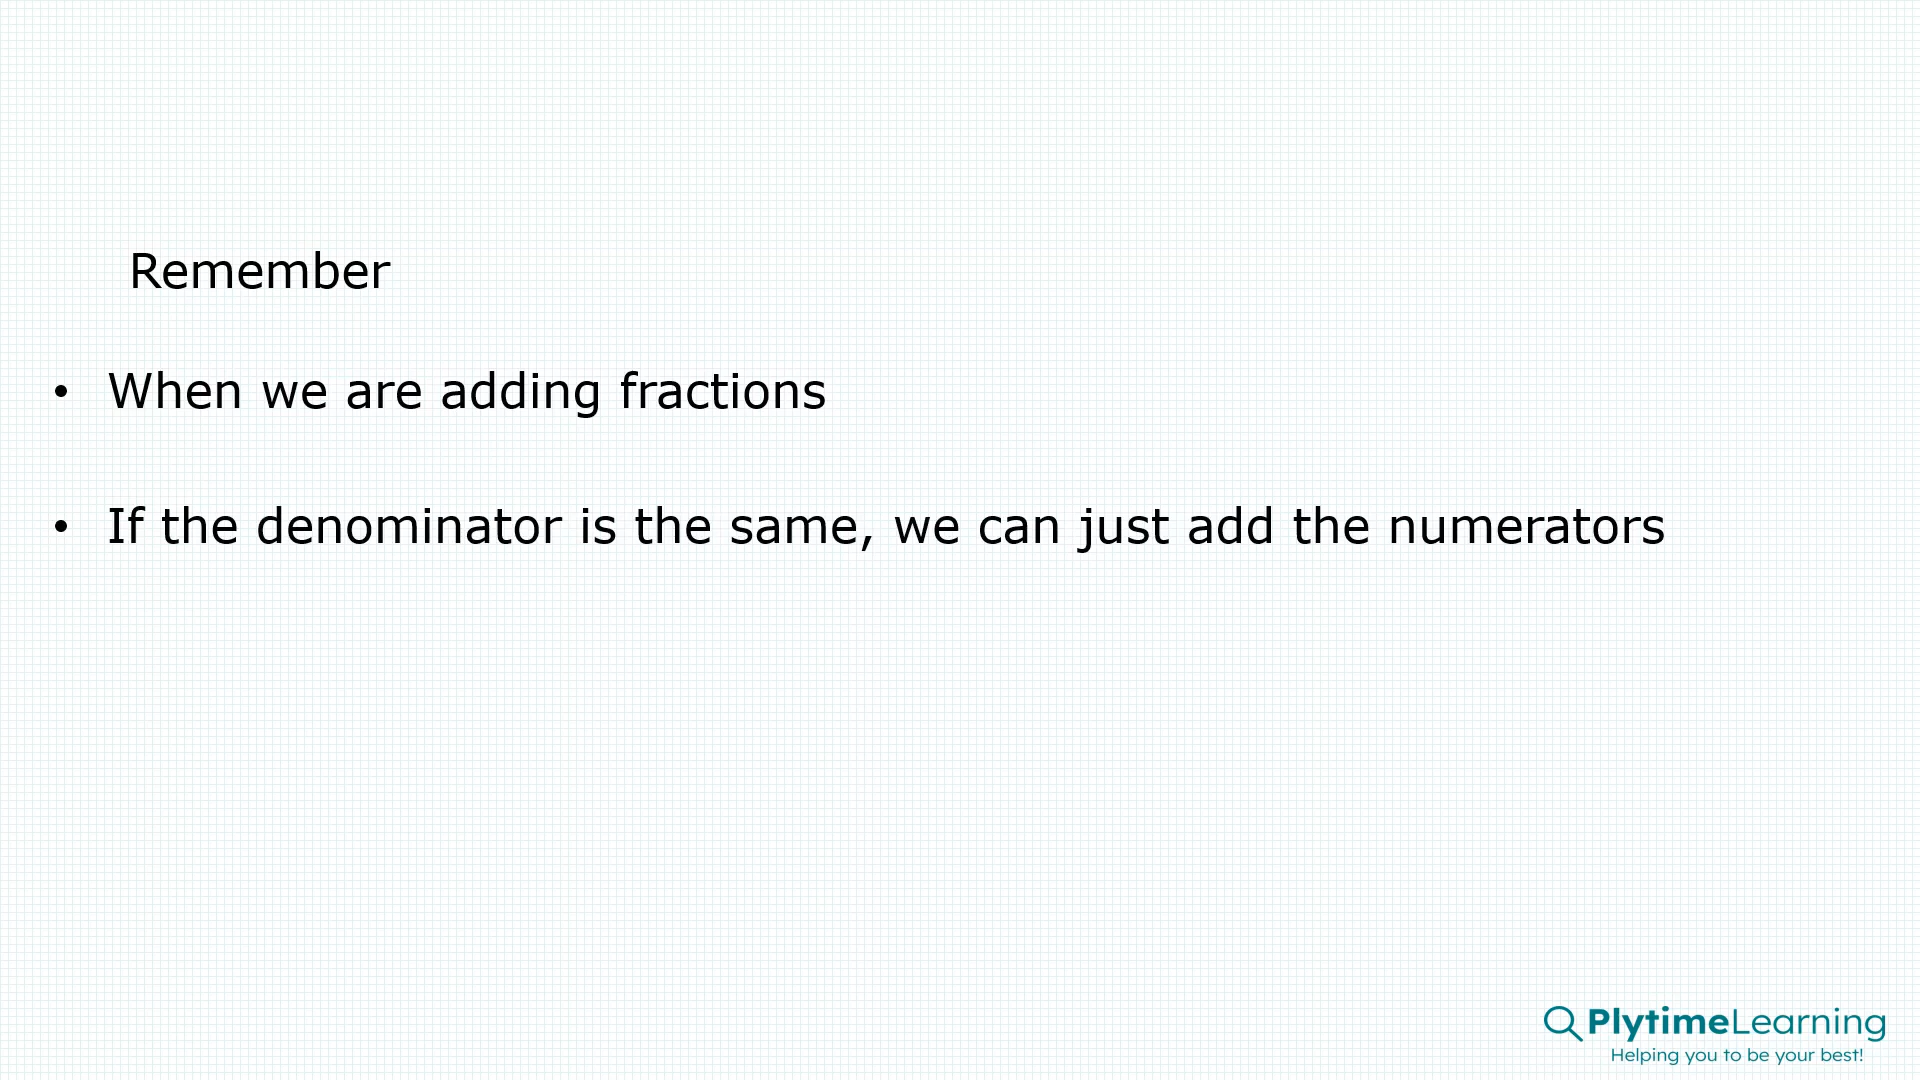 Remember
• When we are adding fractions
• If the denominator is the same, we can just add the numerators
PlytimeLearning
Helping you to be your best!